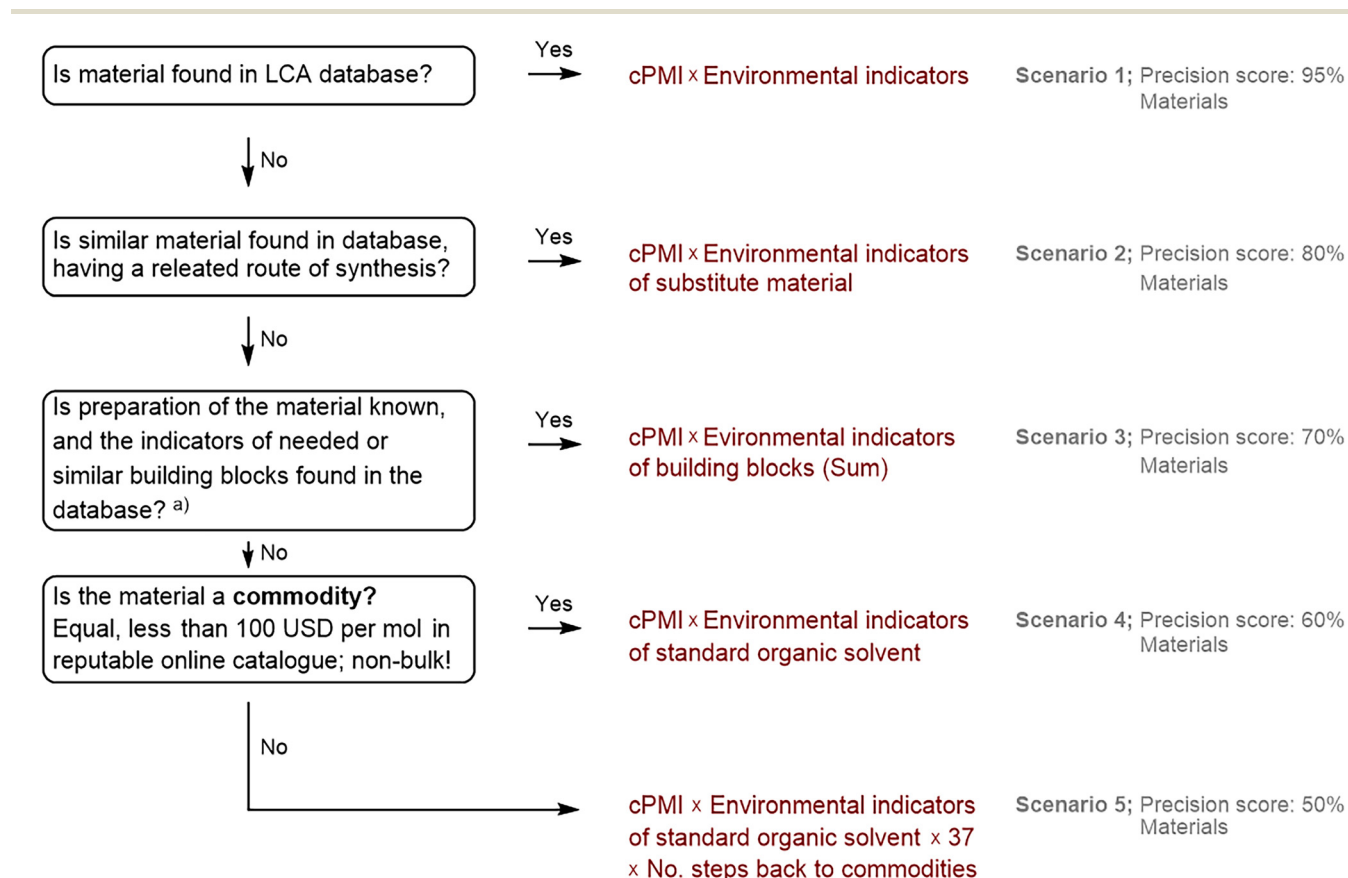 Is material found in LCA database?
Yes
cPMI x Environmental indicators
Scenario 1; Precision score: 95%
Materials
No
Is similar material found in database,
having a releated route of synthesis?
Yes
cPMI x Environmental indicators
of substitute material
Scenario 2; Precision score: 80%
Materials
No
Is preparation of the material known,
and the indicators of needed or
similar building blocks found in the
database? a)
Yes
cPMI x Evironmental indicators
of building blocks (Sum)
Scenario 3; Precision score: 70%
Materials
No
Is the material a commodity?
Equal, less than 100 USD per mol in
reputable online catalogue; non-bulk!
Yes
cPMI x Environmental indicators
of standard organic solvent
Scenario 4; Precision score: 60%
Materials
No
cPMI x Environmental indicators
of standard organic solvent x 37
x No. steps back to commodities
Scenario 5; Precision score: 50%
Materials